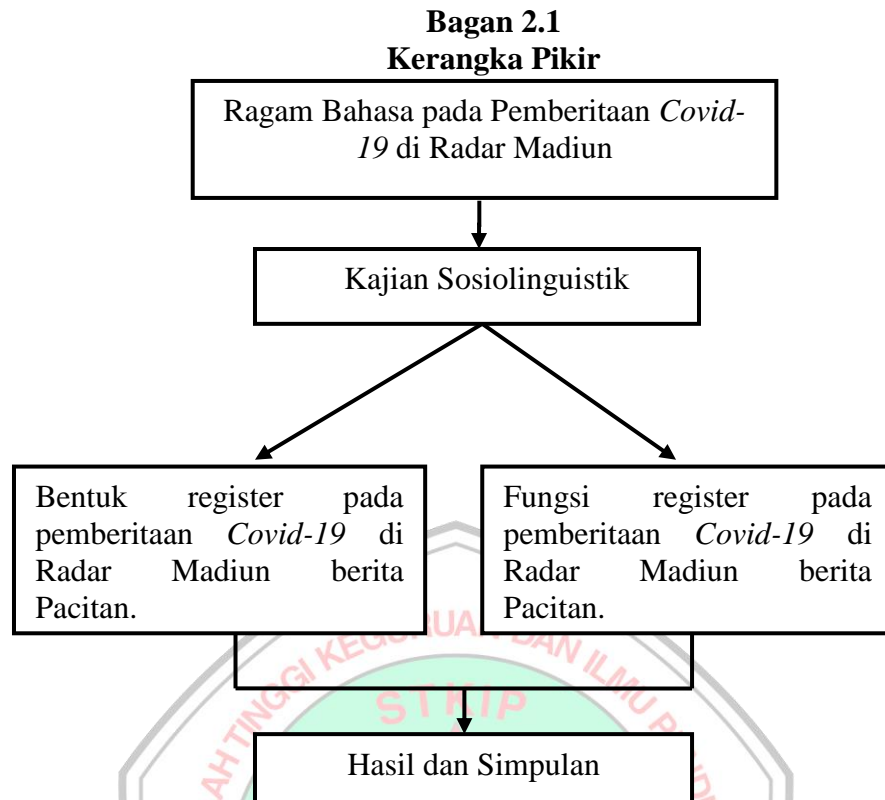 Bagan 2.1
Kerangka Pikir
Ragam Bahasa pada Pemberitaan Covid-
19 di Radar Madiun
Kajian Sosiolinguistik
Bentuk register pada
pemberitaan Covid-19 di
Radar Madiun berita
Pacitan.
Fungsi register pada
pemberitaan Covid-19 di
Radar Madiun berita
Pacitan.
STKIP
Hasil dan Simpulan